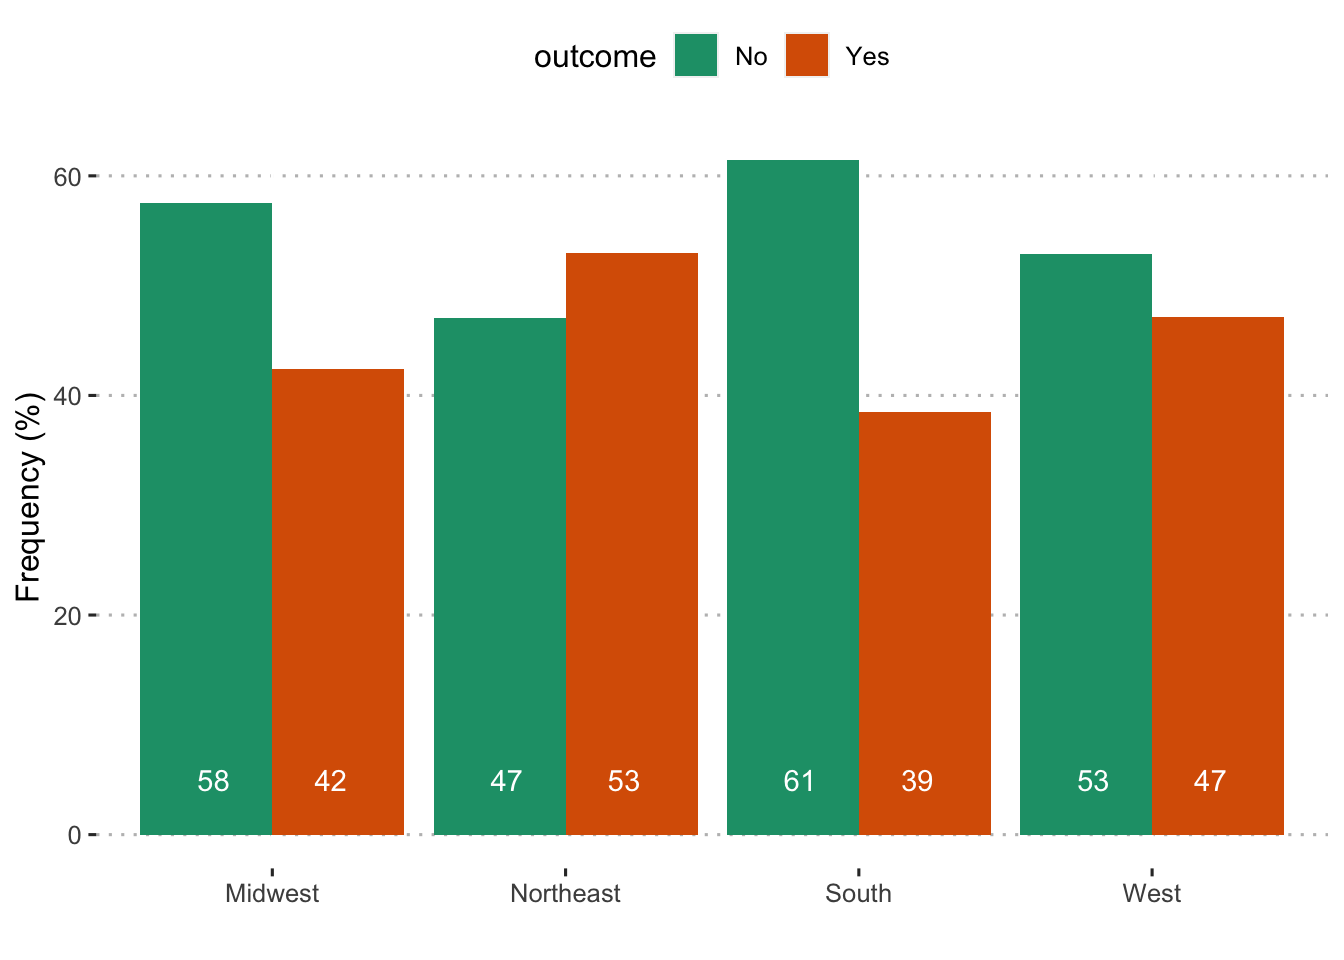 outcome No Yes
Frequency (%)
60
40
20
0
58 42 47 53 61 39 53 47
Midwest Northeast South West